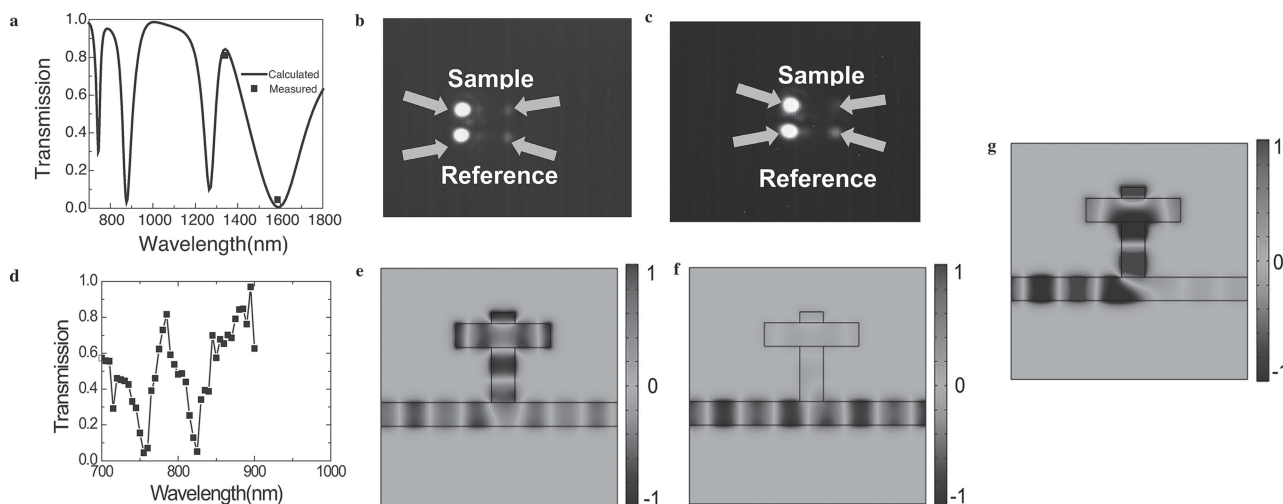 a
1.0
0.8
0.6
0.4
0.2
0.0
Transmission
Calculated
Measured
800 1000 1200 1400 1600 1800
Wavelength(nm)
b
Sample
Reference
c
Sample
Reference
d
1.0
0.8
0.6
0.4
0.2
0.0
Transmission
700 800 900 1000
Wavelength(nm)
e
1
0
-1
f
1
0
-1
g
1
0
-1